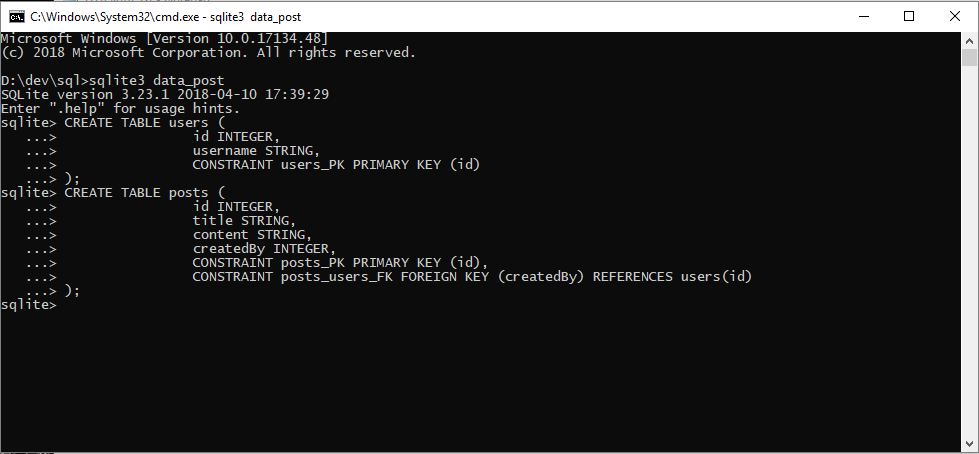 C:\Windows\System32\cmd.exe - sqlite3 data_post
Microsoft Windows [Version 10.0.17134.48]
(c) 2018 Microsoft Corporation. All rights reserved.
D:\dev\sql>sqlite3 data_post
SQLite version 3.23.1 2018-04-10 17:39:29
Enter ".help" for usage hints.
sqlite> CREATE TABLE users (
...> id INTEGER,
...> username STRING,
...> CONSTRAINT users_PK PRIMARY KEY (id)
...> );
sqlite> CREATE TABLE posts (
...> id INTEGER,
...> title STRING,
...> content STRING,
...> createdBy INTEGER,
...> CONSTRAINT posts_PK PRIMARY KEY (id),
...> CONSTRAINT posts_users_FK FOREIGN KEY (createdBy) REFERENCES users(id)
...> );
sqlite>